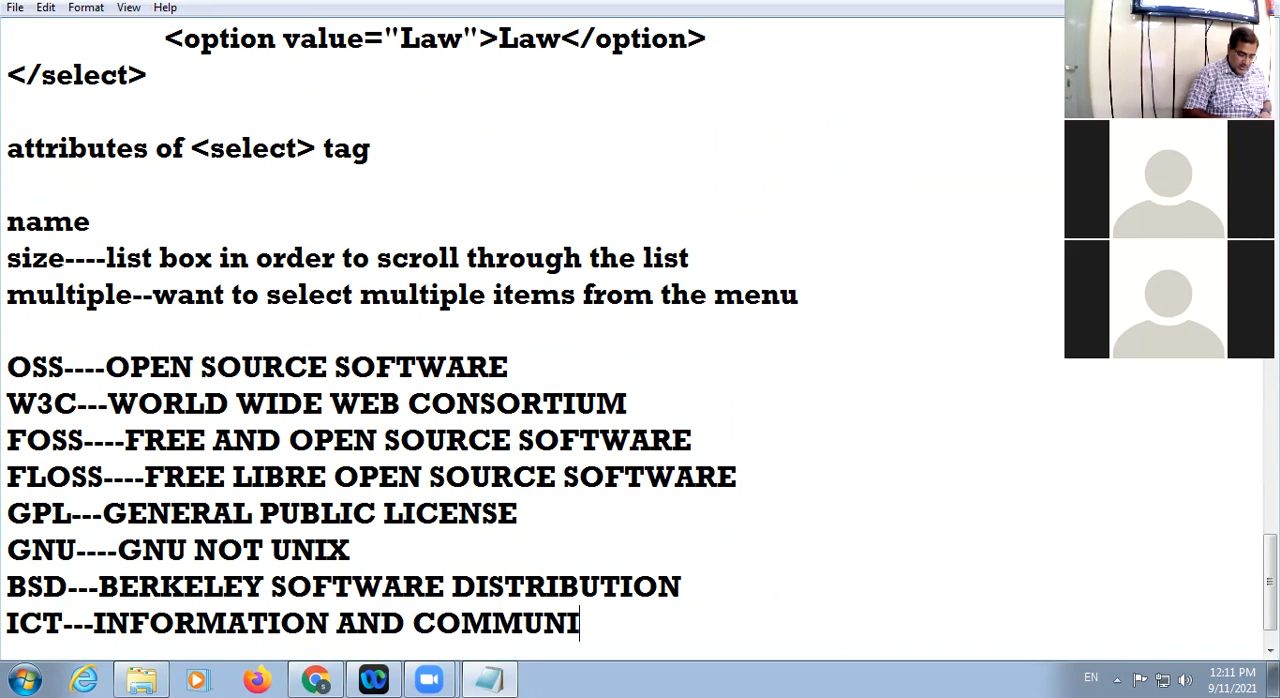 File Edit Format View Help
<option value="Law">Law</option>
</select>
attributes of <select> tag
name
size----list box in order to scroll through the list
multiple--want to select multiple items from the menu
OSS----OPEN SOURCE SOFTWARE
W3C---WORLD WIDE WEB CONSORTIUM
FOSS----FREE AND OPEN SOURCE SOFTWARE
FLOSS----FREE LIBRE OPEN SOURCE SOFTWARE
GPL---GENERAL PUBLIC LICENSE
GNU----GNU NOT UNIX
BSD---BERKELEY SOFTWARE DISTRIBUTION
ICT---INFORMATION AND COMMUNI
EN
12:11 PM
9/11/2021